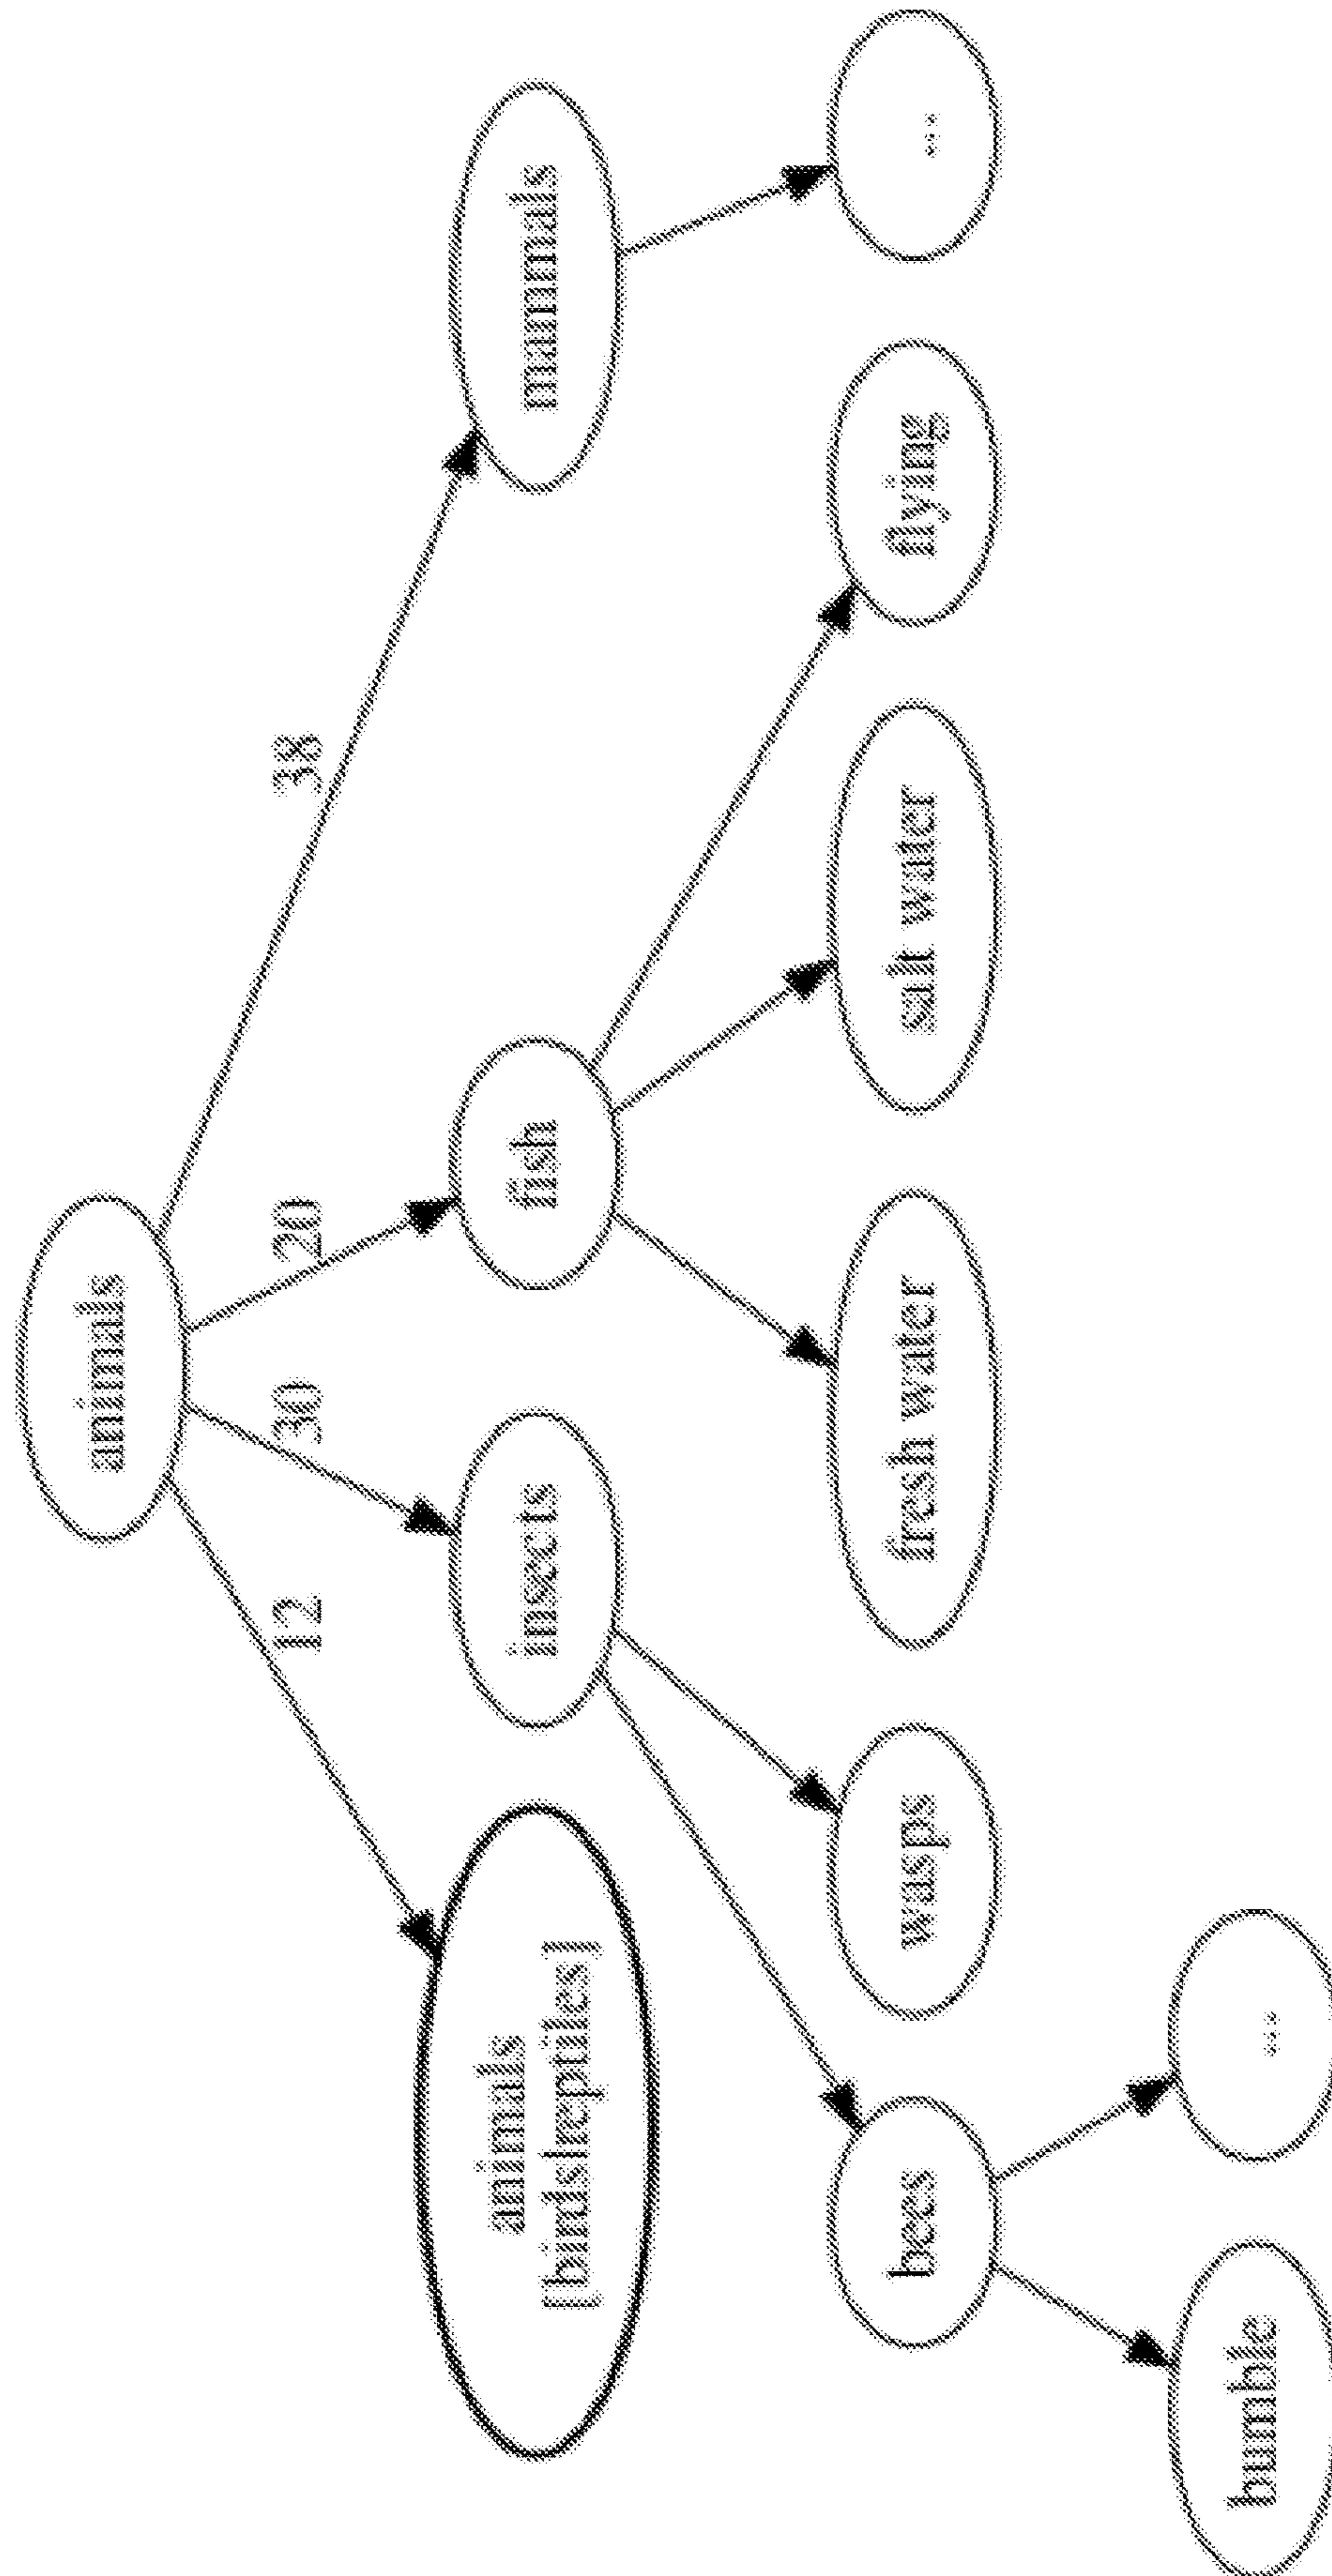 animals
12
30
20
38
animals
[birds|reptiles]
insects
fish
mammals
bees
wasps
fresh water
salt water
flying
...
bumble
...